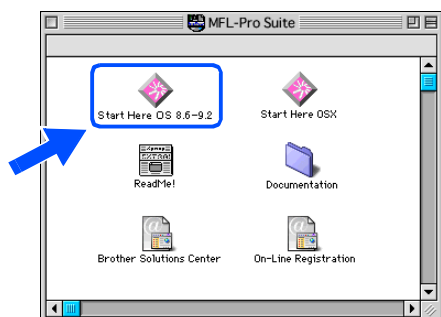 MFL-Pro Suite
Start Here OS 8.6-9.2
Start Here OSX
EXTRA!
ReadMe!
Documentation
Brother Solutions Center
On-Line Registration